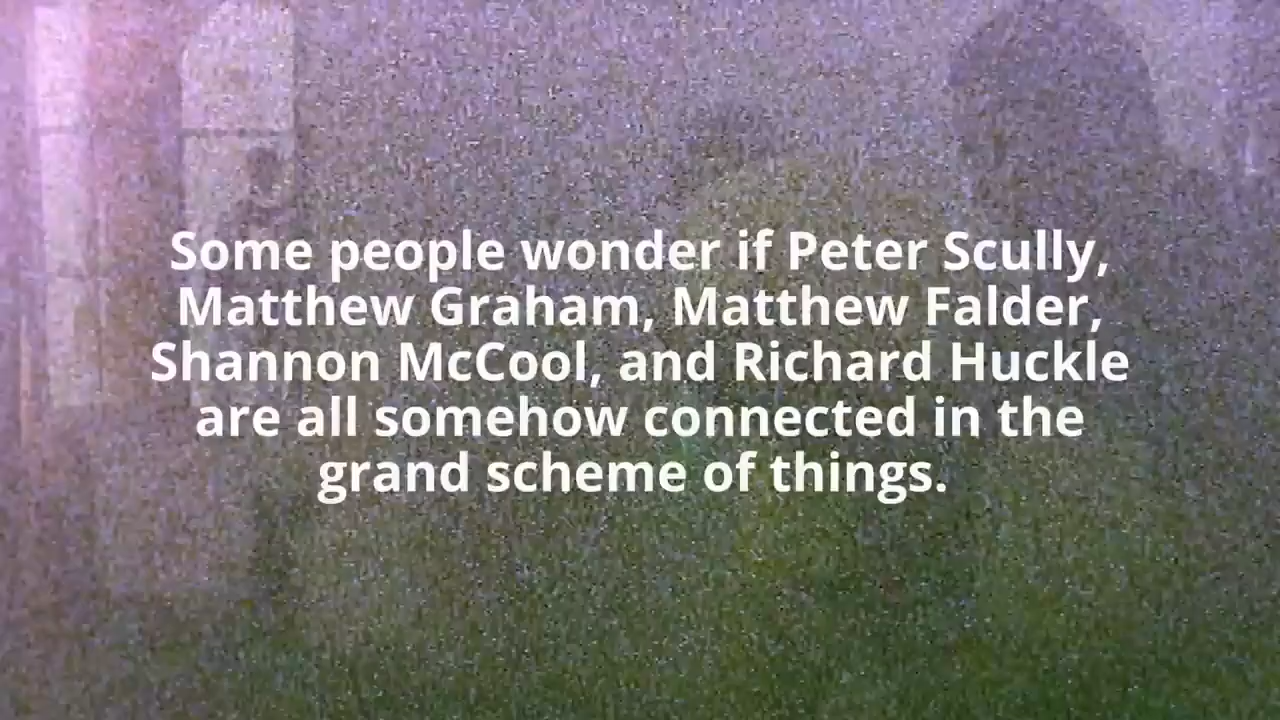 Some people wonder if Peter Scully,
Matthew Graham, Matthew Falder,
Shannon McCool, and Richard Huckle
are all somehow connected in the
grand scheme of things.